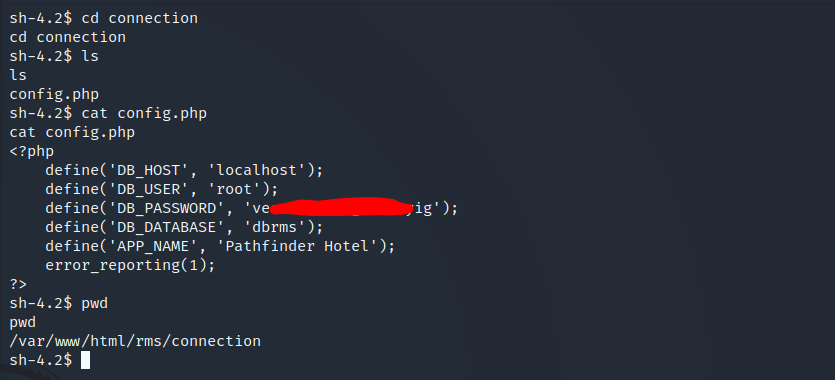 sh-4.2$ cd connection
cd connection
sh-4.2$ ls
ls
config.php
sh-4.2$ cat config.php
cat config.php
<?php
    define('DB_HOST', 'localhost');
    define('DB_USER', 'root');
    define('DB_PASSWORD', 've yig');
    define('DB_DATABASE', 'dbrms');
    define('APP_NAME', 'Pathfinder Hotel');
    error_reporting(1);
?>
sh-4.2$ pwd
pwd
/var/www/html/rms/connection
sh-4.2$